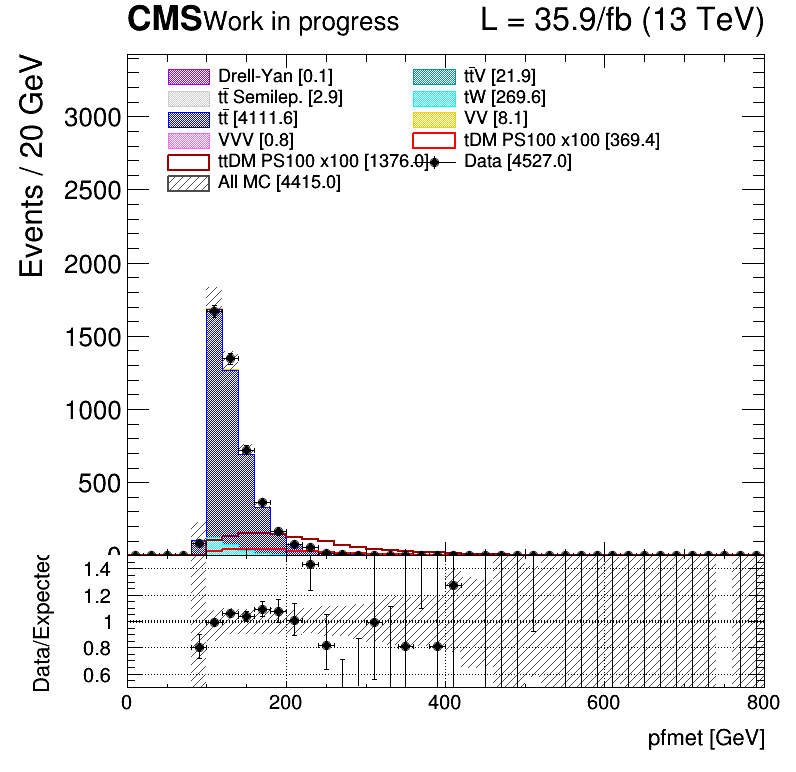 CMS Work in progress L = 35.9/fb (13 TeV)
Drell-Yan [0.1] tt̄V [21.9]
tt̄ Semilep. [2.9] tW [269.6]
tt̄ [4111.6] VV [8.1]
VVV [0.8] tDM PS100 x100 [369.4]
ttDM PS100 x100 [1376.0] Data [4527.0]
All MC [4415.0]
Events / 20 GeV
3000
2500
2000
1500
1000
500
0
Data/Expected
1.4
1.2
1
0.8
0.6
0 200 400 600 800
pfmet [GeV]